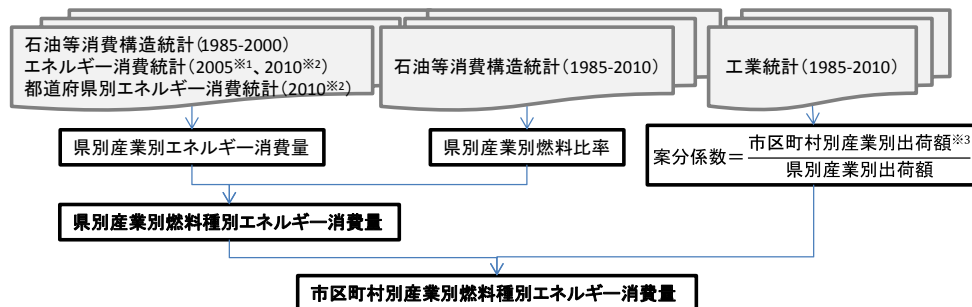 石油等消費構造統計(1985-2000)
エネルギー消費統計(2005※1、2010※2)
都道府県別エネルギー消費統計(2010※2)
石油等消費構造統計(1985-2010)
工業統計(1985-2010)
県別産業別エネルギー消費量
県別産業別燃料比率
案分係数=市区町村別産業別出荷額※3
県別産業別出荷額
県別産業別燃料種別エネルギー消費量
市区町村別産業別燃料種別エネルギー消費量